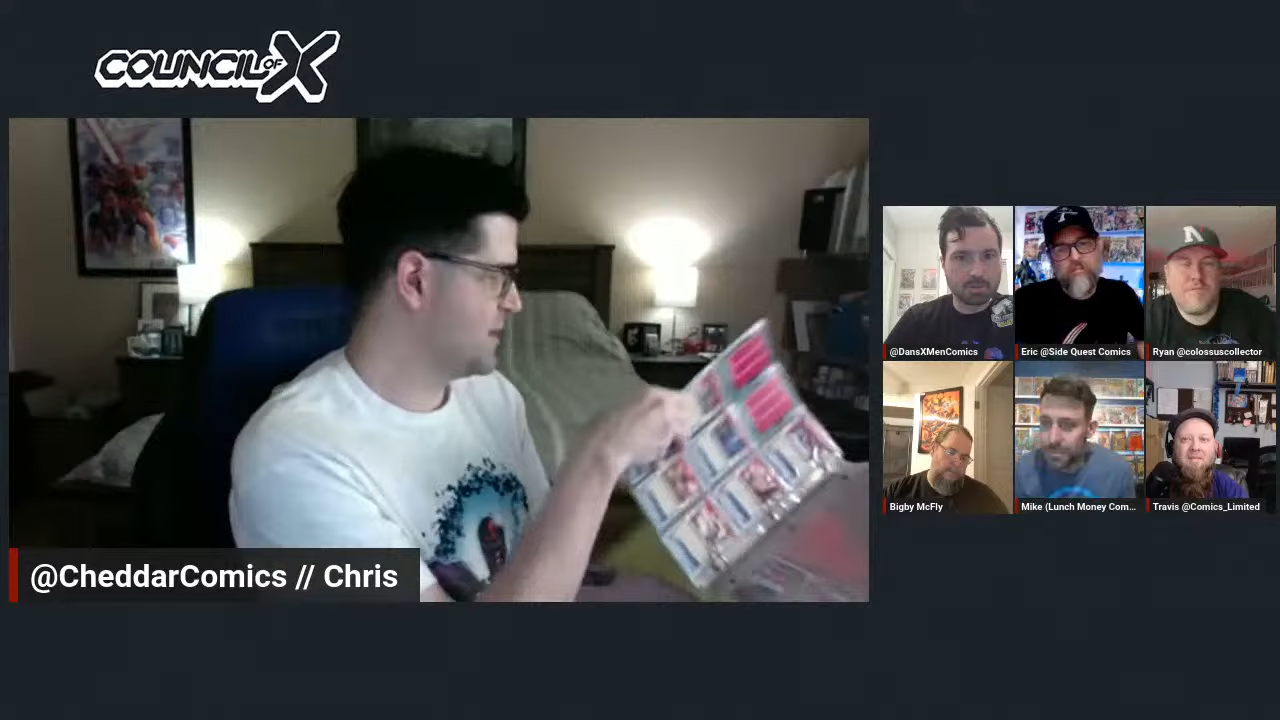 COUNCIL OF X
@CheddarComics // Chris
@DansXMenComics
Eric @Side Quest Comics
Ryan @colossuscollector
Bigby McFly
Mike (Lunch Money Com...
Travis @Comics_Limited